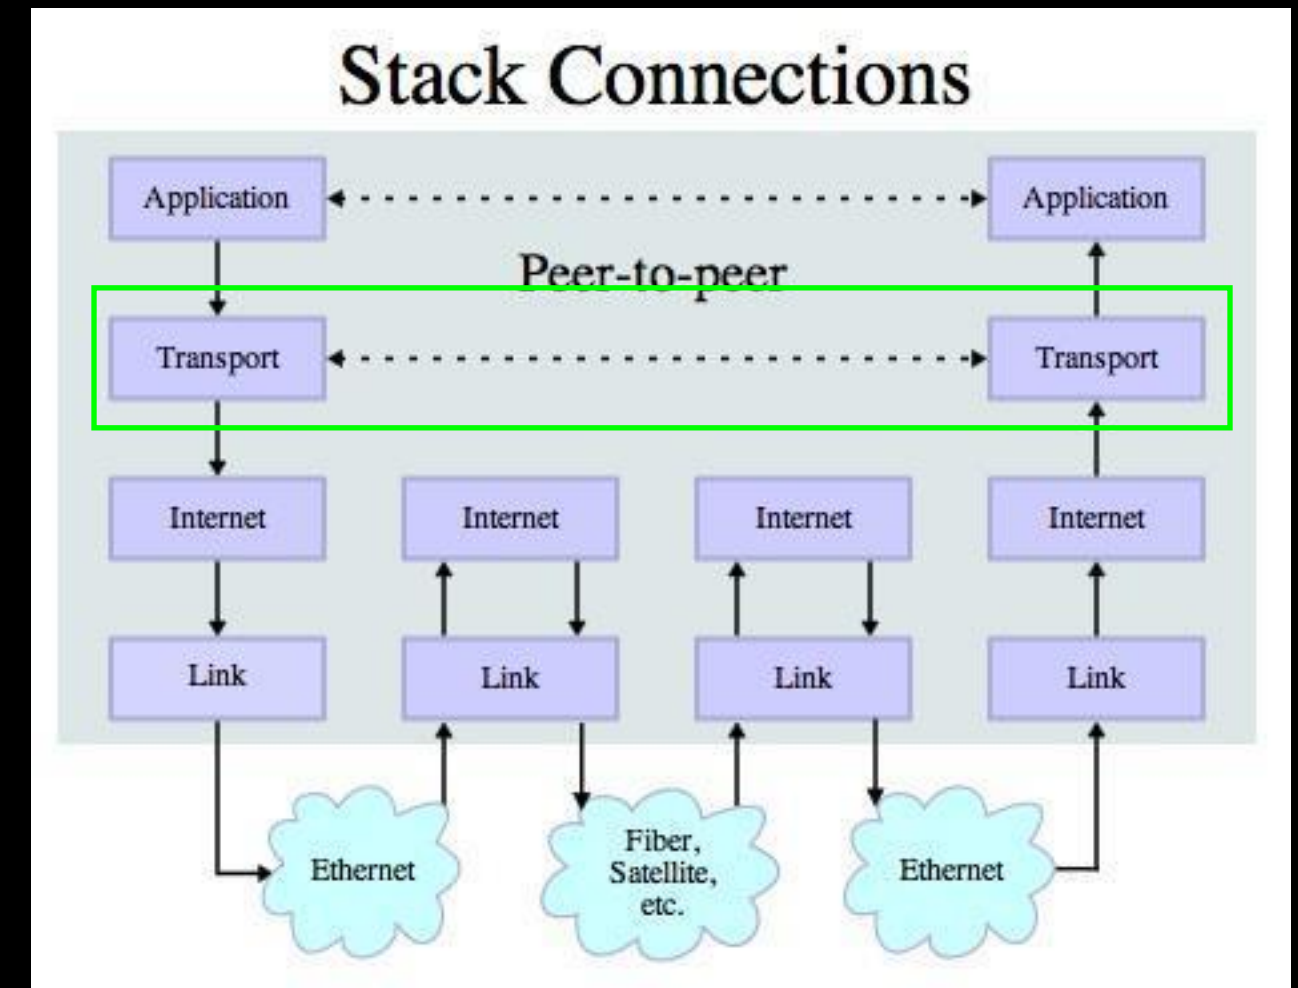 Stack Connections
Application
Application
Peer-to-peer
Transport
Transport
Internet
Internet
Internet
Internet
Link
Link
Link
Link
Ethernet
Fiber,
Satellite,
etc.
Ethernet